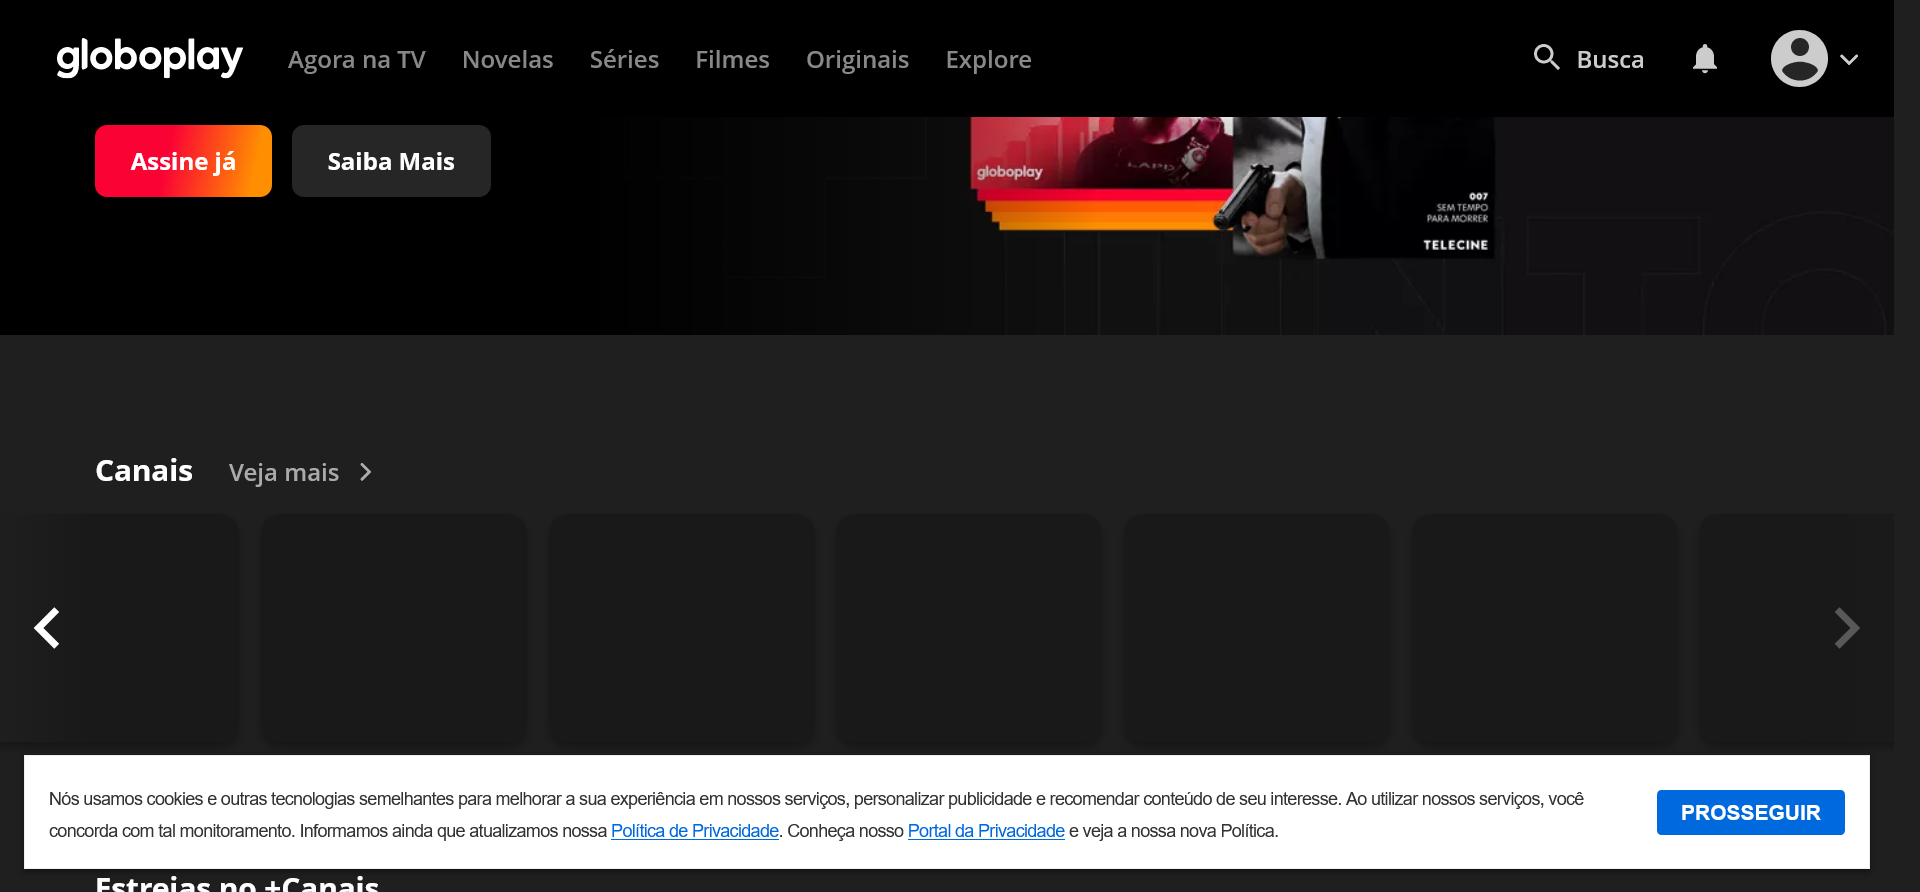 globoplay Agora na TV Novelas Séries Filmes Originais Explore Busca
Assine já Saiba Mais
globoplay
007
SEM TEMPO
PARA MORRER
TELECINE
Canais Veja mais
Nós usamos cookies e outras tecnologias semelhantes para melhorar a sua experiência em nossos serviços, personalizar publicidade e recomendar conteúdo de seu interesse. Ao utilizar nossos serviços, você
concorda com tal monitoramento. Informamos ainda que atualizamos nossa Política de Privacidade. Conheça nosso Portal da Privacidade e veja a nossa nova Política.
PROSSEGUIR
Estreias no +Canais